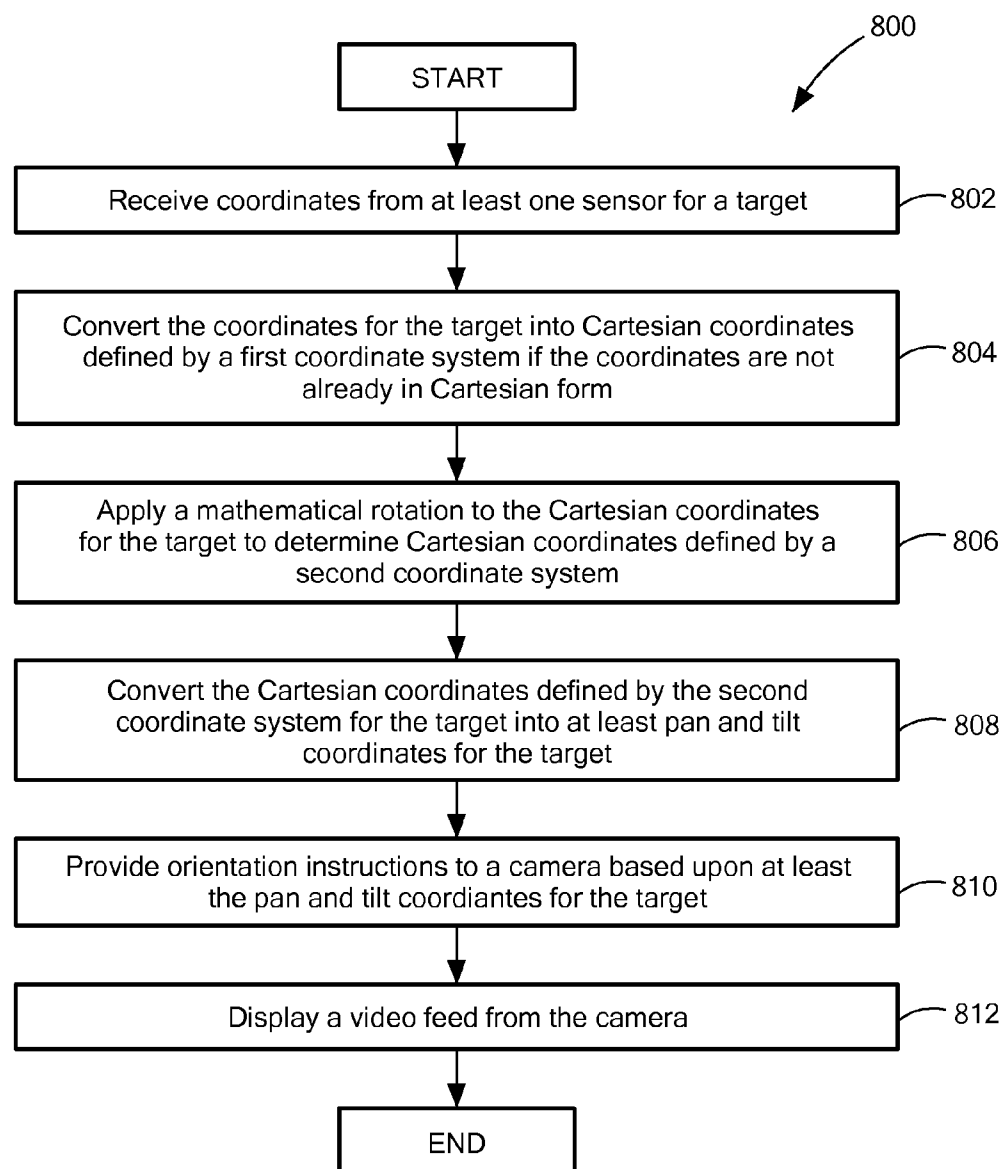 800
START
Receive coordinates from at least one sensor for a target
802
Convert the coordinates for the target into Cartesian coordinates
defined by a first coordinate system if the coordinates are not
already in Cartesian form
804
Apply a mathematical rotation to the Cartesian coordinates
for the target to determine Cartesian coordinates defined by a
second coordinate system
806
Convert the Cartesian coordinates defined by the second
coordinate system for the target into at least pan and tilt
coordinates for the target
808
Provide orientation instructions to a camera based upon at least
the pan and tilt coordiantes for the target
810
Display a video feed from the camera
812
END